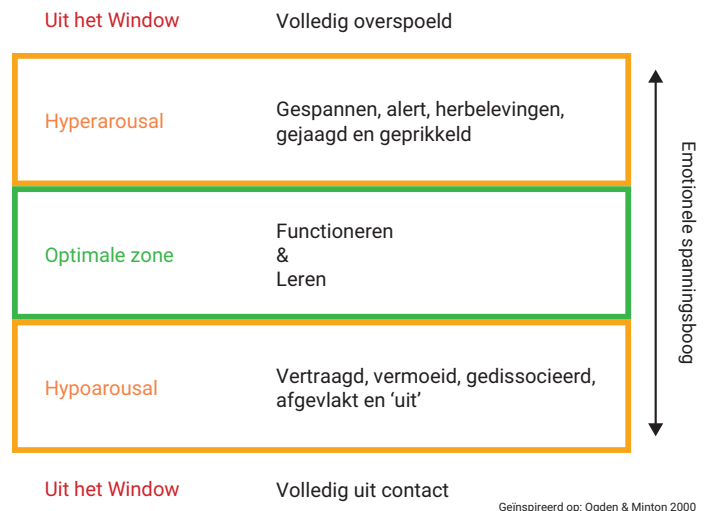 Uit het Window
Volledig overspoeld
Hyperarousal
Gespannen, alert, herbelevingen,
gejaagd en geprikkeld
Optimale zone
Functioneren
&
Leren
Hypoarousal
Vertraagd, vermoeid, gedissocieerd,
afgevlakt en ‘uit’
Emotionele spanningsboog
Uit het Window
Volledig uit contact
Geïnspireerd op: Ogden & Minton 2000